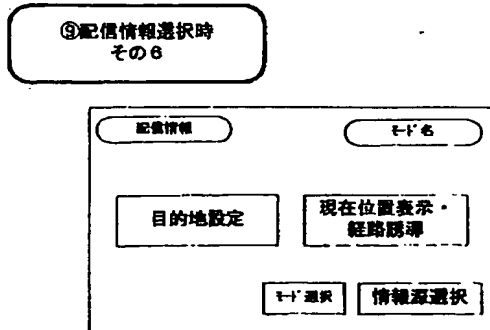 ⑨配信情報選択時
その6
配信情報
ﾓｰﾄﾞ名
目的地設定
現在位置表示・
経路誘導
ﾓｰﾄﾞ選択
情報源選択